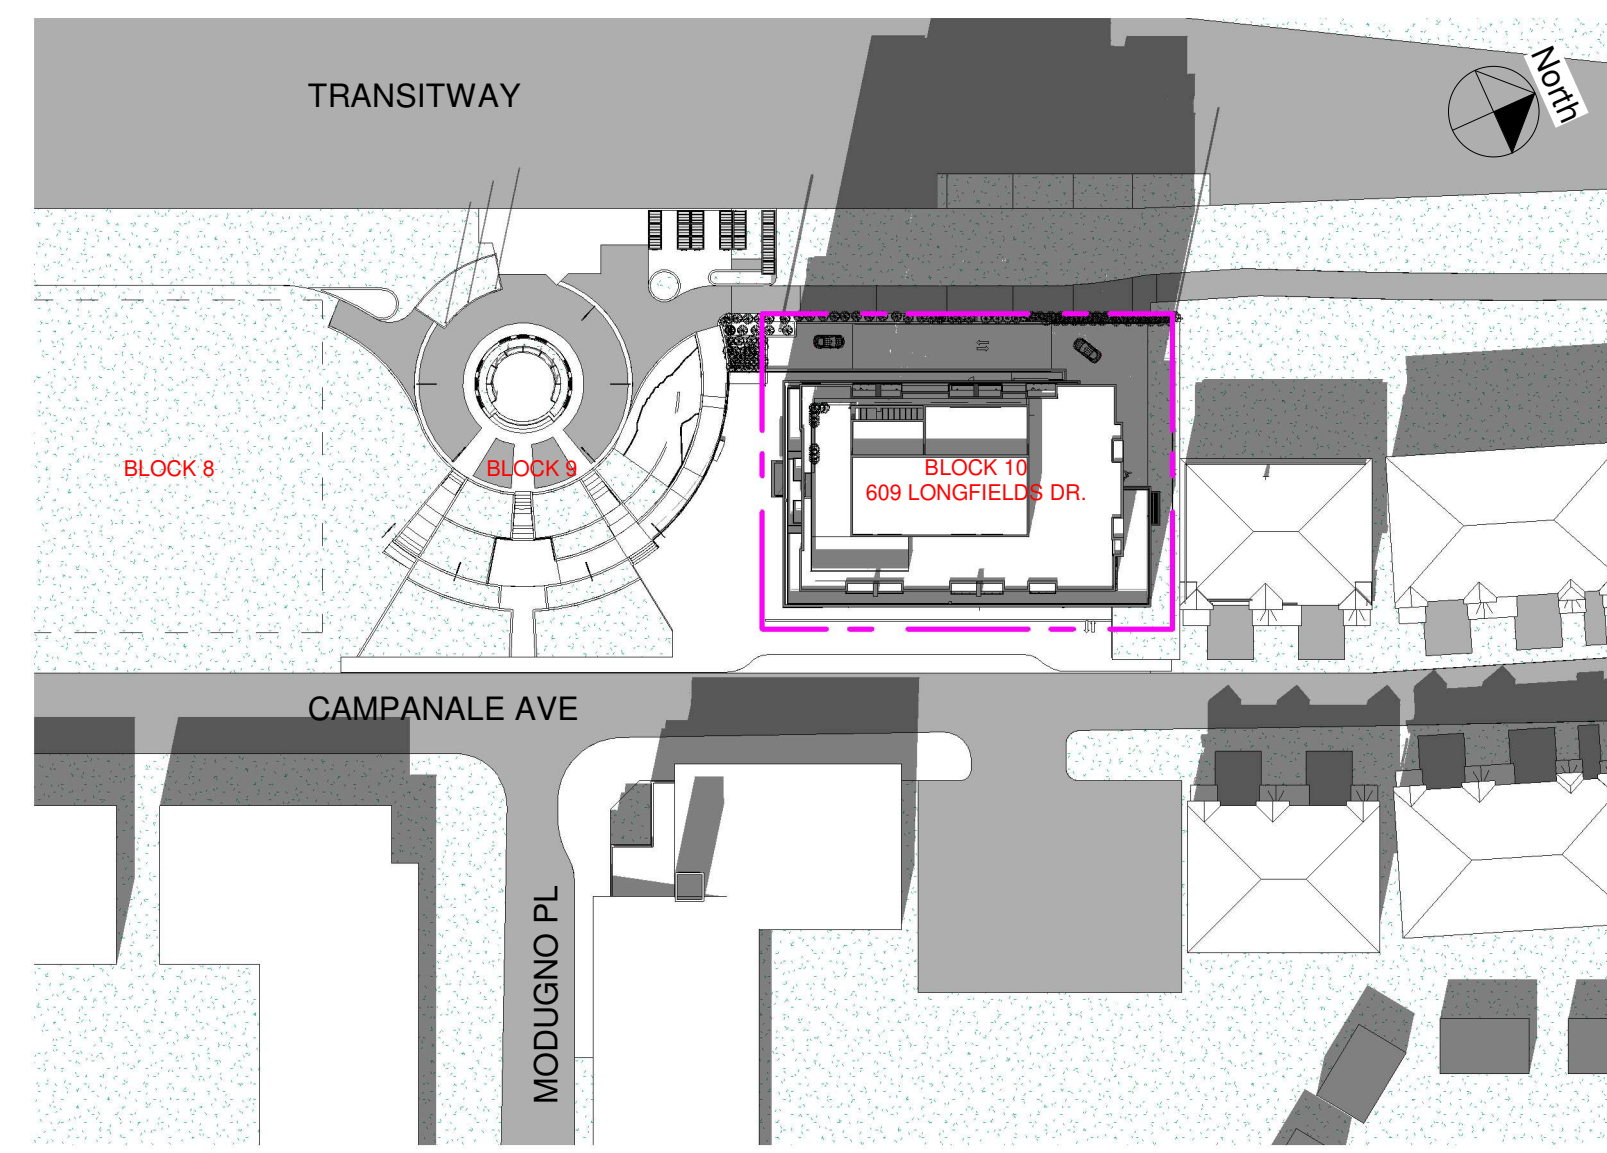 TRANSITWAY
North
BLOCK 8
BLOCK 9
BLOCK 10
609 LONGFIELDS DR.
CAMPANALE AVE
MODUGNO PL